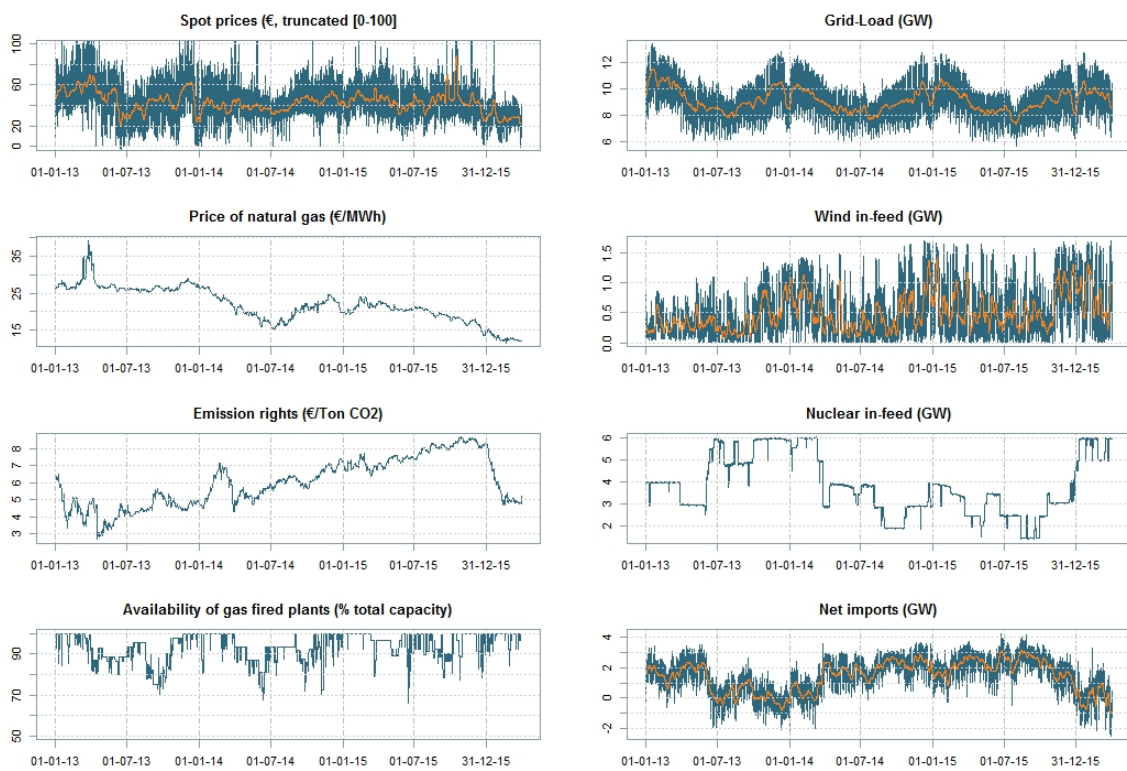 Spot prices (€, truncated [0-100]
100
60
20
0
01-01-13 01-07-13 01-01-14 01-07-14 01-01-15 01-07-15 31-12-15
Grid-Load (GW)
12
10
8
6
01-01-13 01-07-13 01-01-14 01-07-14 01-01-15 01-07-15 31-12-15
Price of natural gas (€/MWh)
35
25
15
01-01-13 01-07-13 01-01-14 01-07-14 01-01-15 01-07-15 31-12-15
Wind in-feed (GW)
1.5
1.0
0.5
0.0
01-01-13 01-07-13 01-01-14 01-07-14 01-01-15 01-07-15 31-12-15
Emission rights (€/Ton CO2)
8
7
6
5
4
3
01-01-13 01-07-13 01-01-14 01-07-14 01-01-15 01-07-15 31-12-15
Nuclear in-feed (GW)
6
5
4
3
2
01-01-13 01-07-13 01-01-14 01-07-14 01-01-15 01-07-15 31-12-15
Availability of gas fired plants (% total capacity)
90
70
50
01-01-13 01-07-13 01-01-14 01-07-14 01-01-15 01-07-15 31-12-15
Net imports (GW)
4
2
0
-2
01-01-13 01-07-13 01-01-14 01-07-14 01-01-15 01-07-15 31-12-15